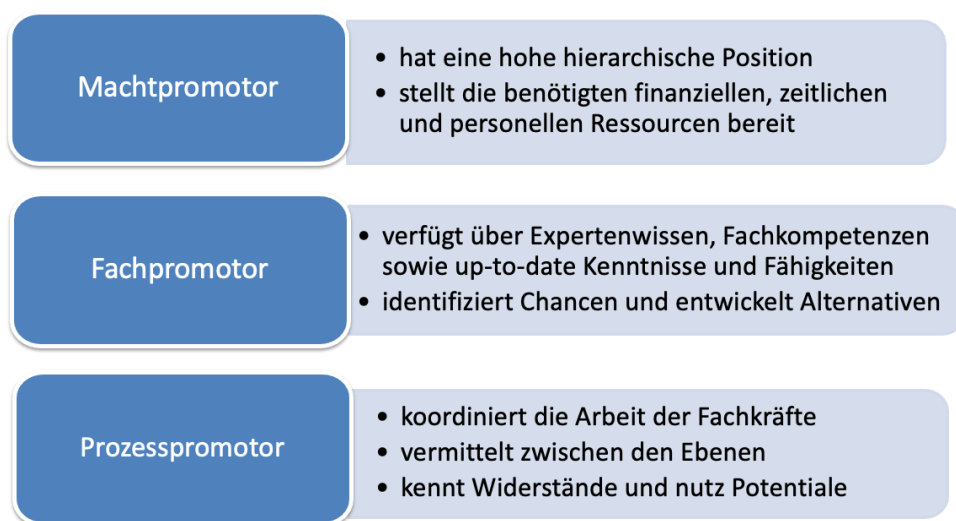 Machtpromotor
• hat eine hohe hierarchische Position
• stellt die benötigten finanziellen, zeitlichen
und personellen Ressourcen bereit
Fachpromotor
• verfügt über Expertenwissen, Fachkompetenzen
sowie up-to-date Kenntnisse und Fähigkeiten
• identifiziert Chancen und entwickelt Alternativen
Prozesspromotor
• koordiniert die Arbeit der Fachkräfte
• vermittelt zwischen den Ebenen
• kennt Widerstände und nutz Potentiale